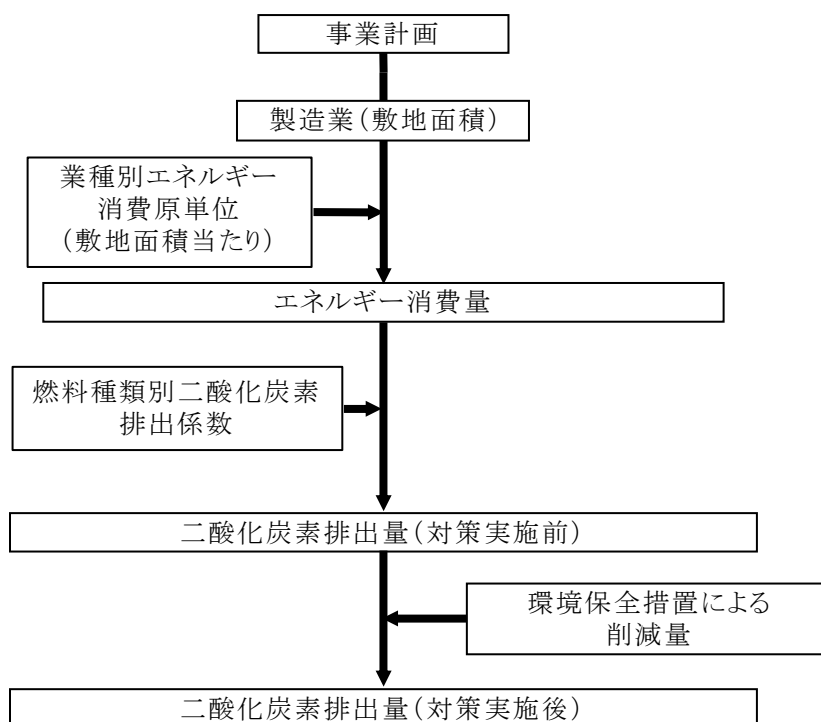 事業計画
製造業(敷地面積)
業種別エネルギー
消費原単位
(敷地面積当たり)
エネルギー消費量
燃料種類別二酸化炭素
排出係数
二酸化炭素排出量(対策実施前)
環境保全措置による
削減量
二酸化炭素排出量(対策実施後)